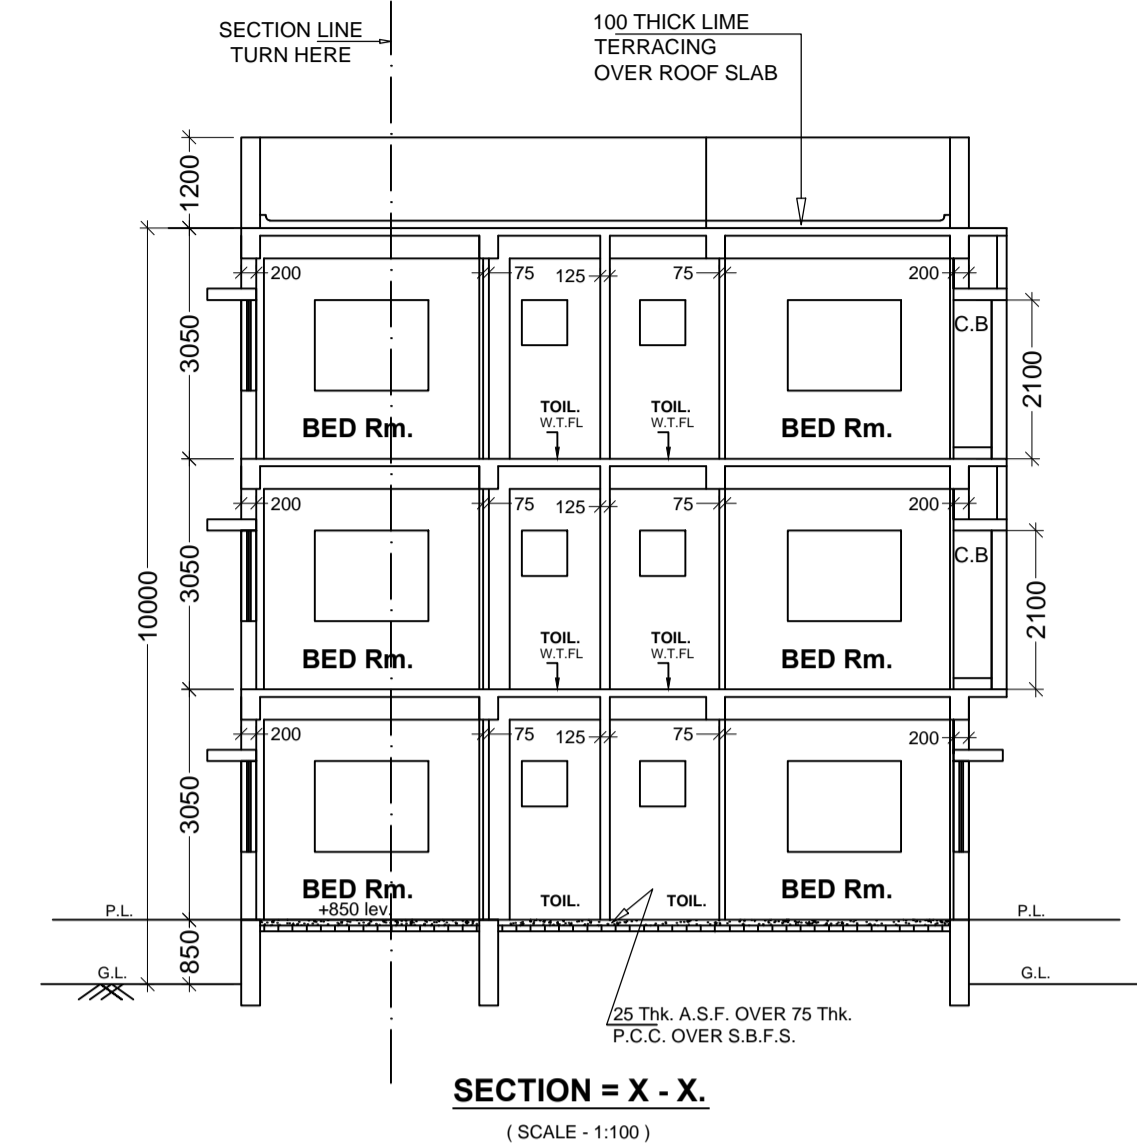 SECTION LINE
TURN HERE
100 THICK LIME
TERRACING
OVER ROOF SLAB
1200
200
75
125
75
200
3050
C.B
2100
TOIL.
W.T.FL
TOIL.
W.T.FL
BED Rm.
BED Rm.
200
75
125
75
200
3050
C.B
2100
10000
TOIL.
W.T.FL
TOIL.
W.T.FL
BED Rm.
BED Rm.
200
75
125
75
200
3050
BED Rm.
TOIL.
TOIL.
BED Rm.
+850 lev.
P.L.
P.L.
850
G.L.
G.L.
25 Thk. A.S.F. OVER 75 Thk.
P.C.C. OVER S.B.F.S.
SECTION = X - X.
( SCALE - 1:100 )